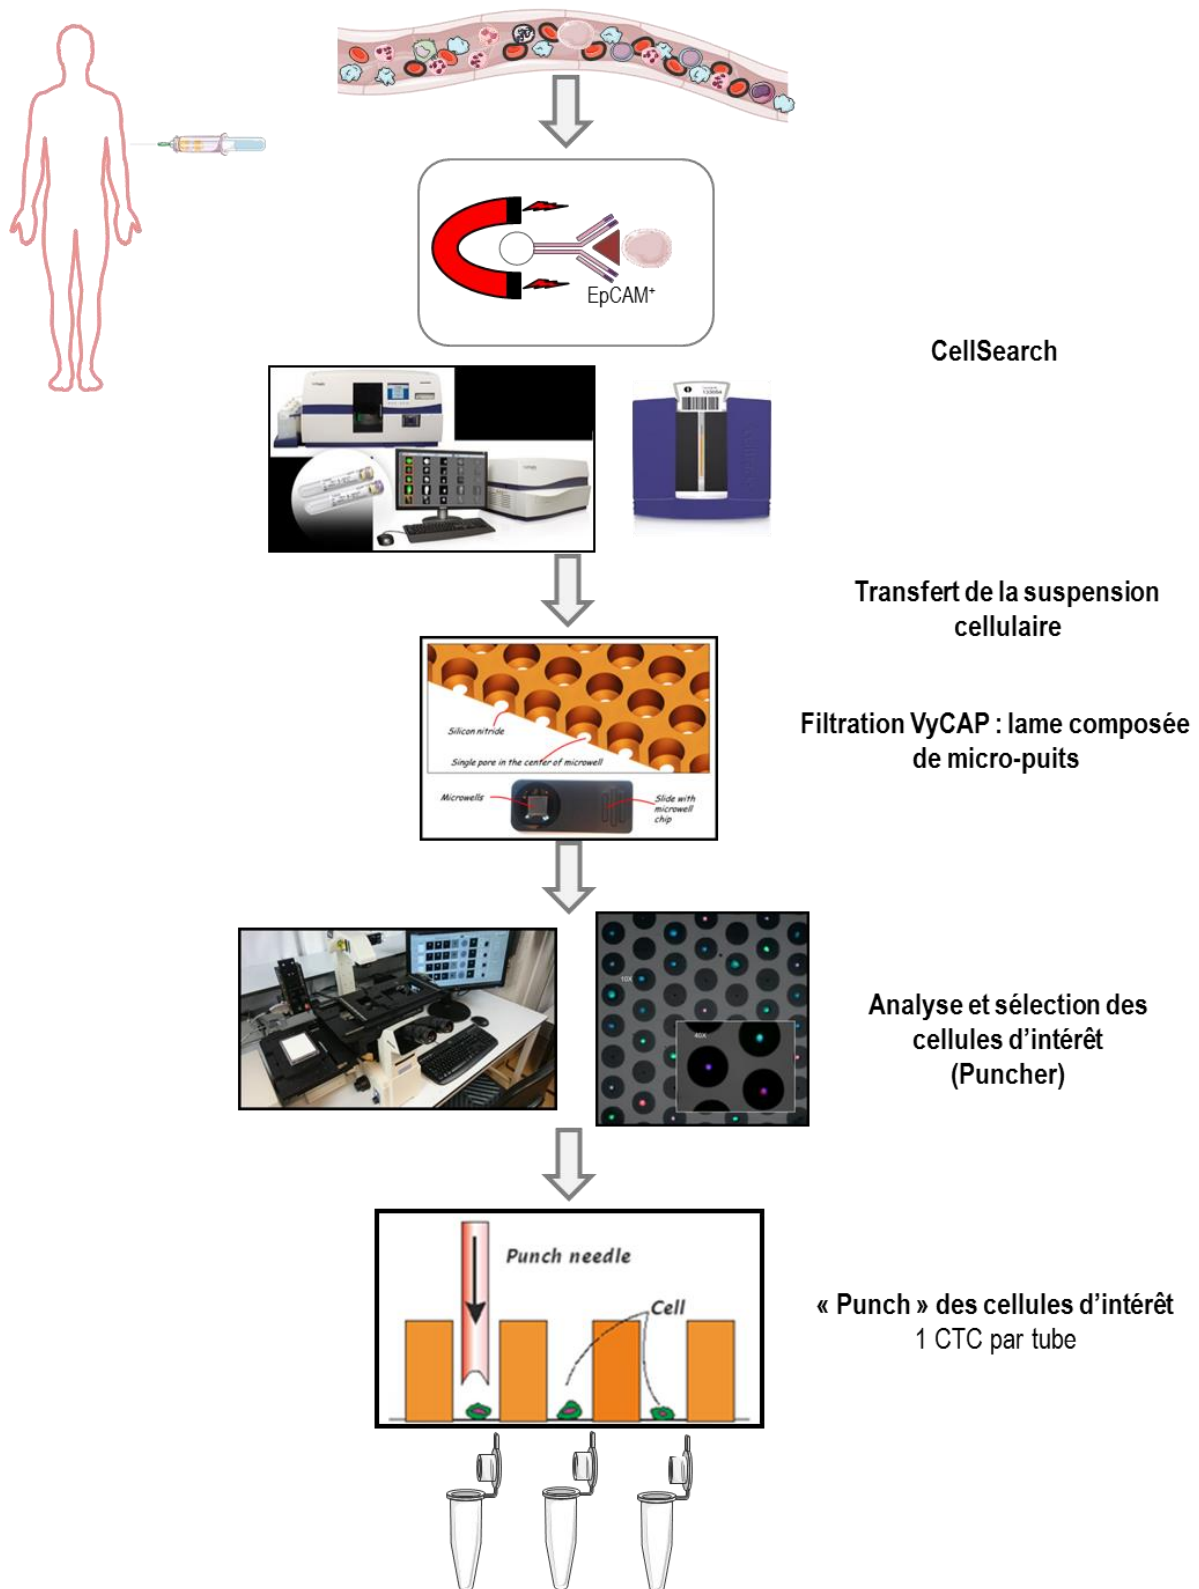 EpCAM⁺
CellSearch
Transfert de la suspension
cellulaire
Silicon nitride
Single pore in the center of microwell
Microwells
Slide with
microwell
chip
Filtration VyCAP : lame composée
de micro-puits
10X
40X
Analyse et sélection des
cellules d’intérêt
(Puncher)
Punch needle
Cell
« Punch » des cellules d’intérêt
1 CTC par tube